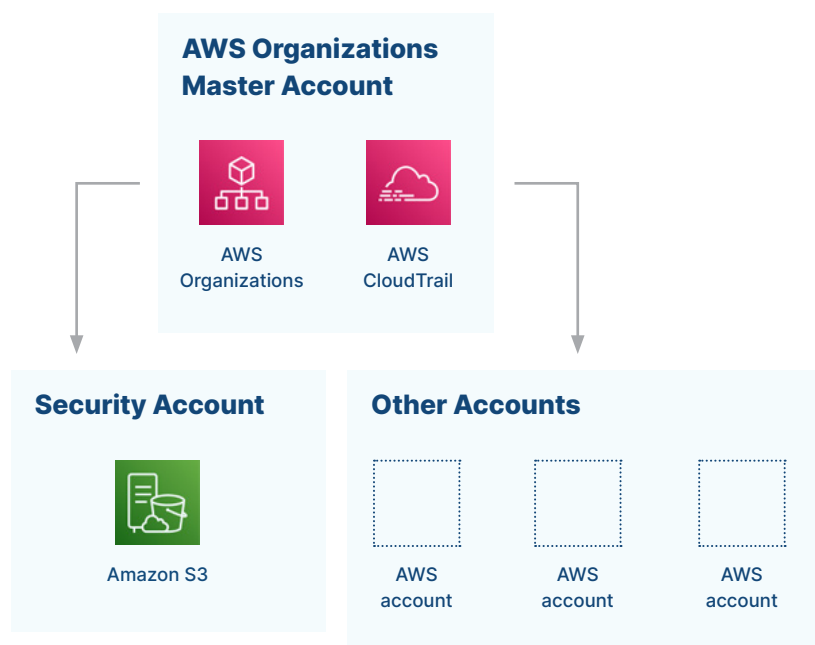 AWS Organizations
Master Account
AWS
Organizations
AWS
CloudTrail
Security Account
Amazon S3
Other Accounts
AWS
account
AWS
account
AWS
account